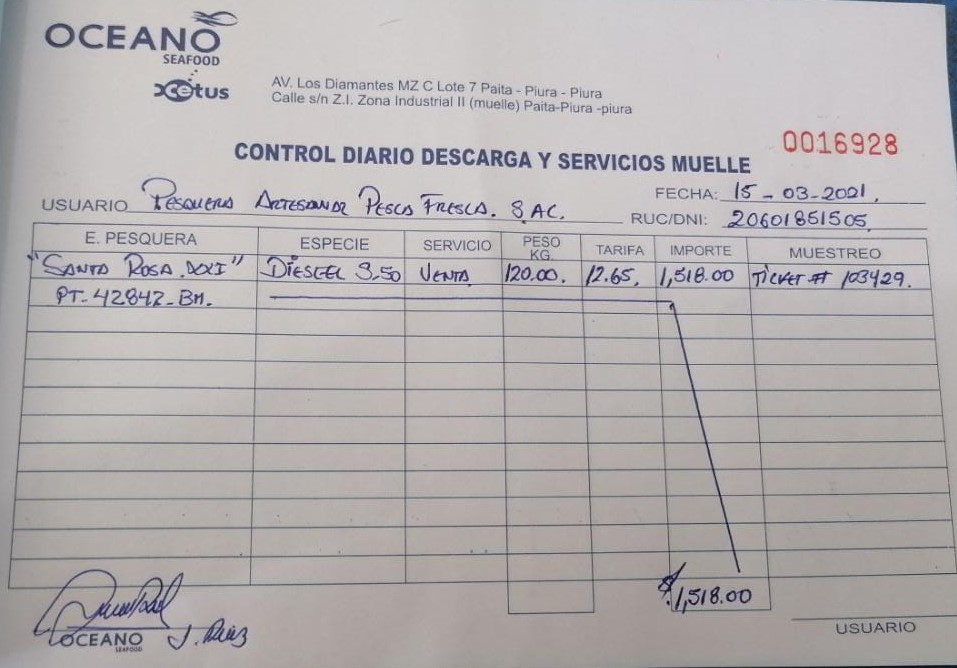 OCEANO
SEAFOOD
xcetus
AV. Los Diamantes MZ C Lote 7 Paita - Piura - Piura
Calle s/n Z.I. Zona Industrial II (muelle) Paita-Piura -piura
0016928
CONTROL DIARIO DESCARGA Y SERVICIOS MUELLE
USUARIO Pesquera Artesanal Pesca Fresca. SAC. FECHA: 15-03-2021.
RUC/DNI: 20601851505
E. PESQUERA ESPECIE SERVICIO PESO KG. TARIFA IMPORTE MUESTREO
"Santa Rosa XXI" Diescel S.50 Venta 120.00. 12.65. 1,518.00 Ticket # 103429.
PT-42842-BM.
S/. 1,518.00
OCEANO
SEAFOOD
J. Ruiz
USUARIO